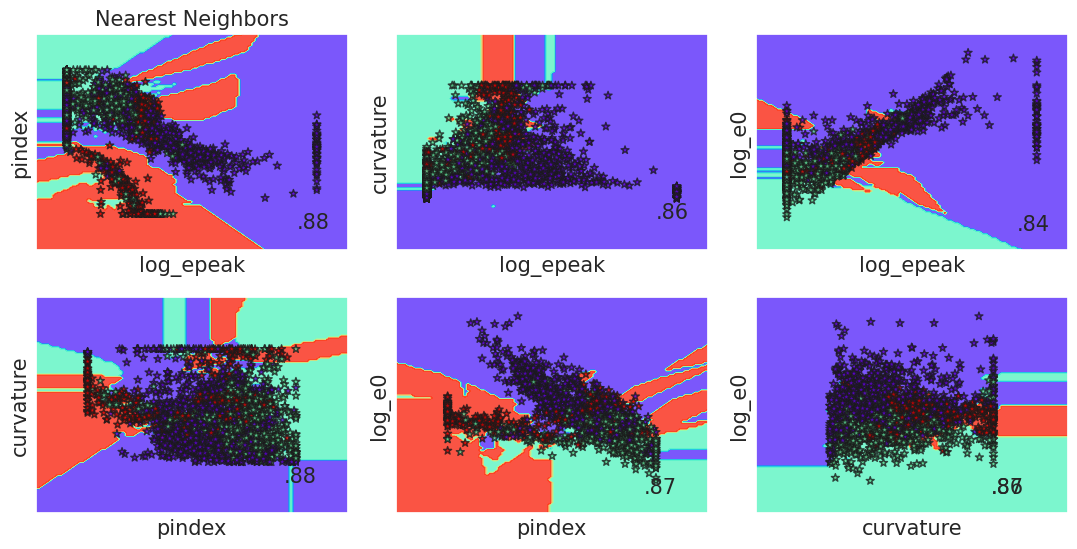 Nearest Neighbors
pindex
.88
log_epeak
curvature
.86
log_epeak
log_e0
.84
log_epeak
curvature
.88
pindex
log_e0
.87
pindex
log_e0
curvature